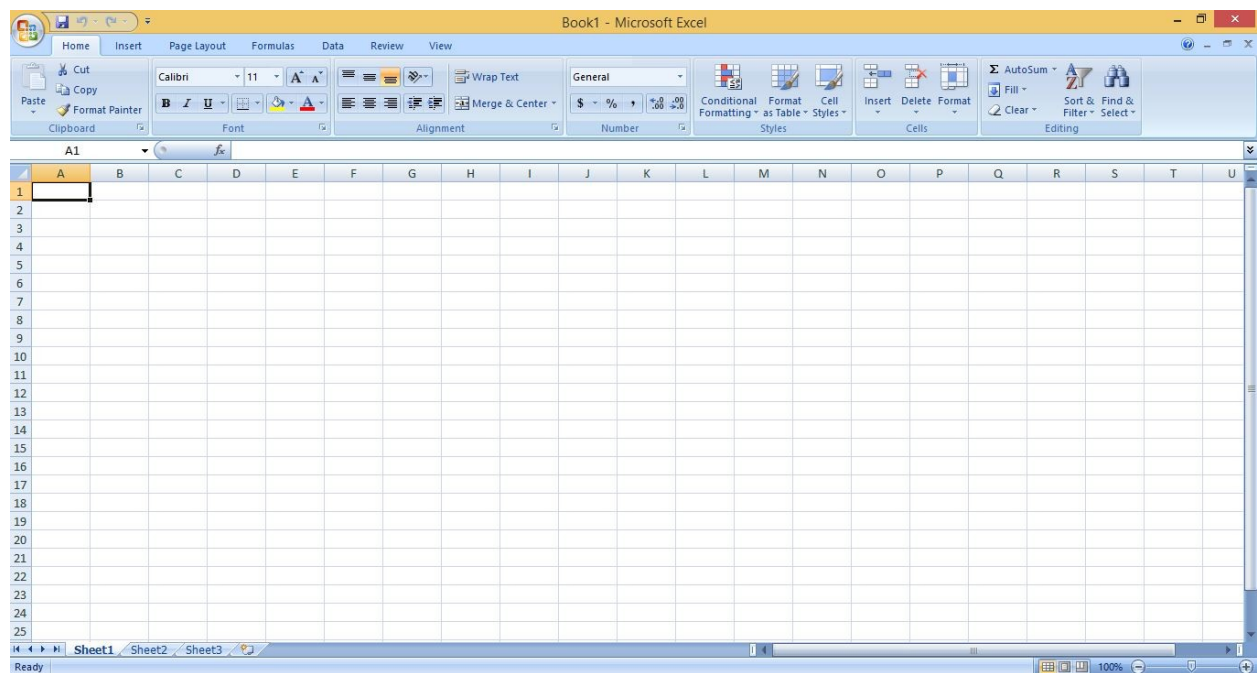 Book1 - Microsoft Excel
Home Insert Page Layout Formulas Data Review View
Paste
Cut
Copy
Format Painter
Clipboard
Calibri 11 A A
B I U A
Font
Wrap Text
Merge & Center
Alignment
General
$ % , .0 .00 .00 .0
Number
Conditional Formatting
Format as Table
Cell Styles
Styles
Insert Delete Format
Cells
Σ AutoSum
Fill
Clear
Sort & Filter
Find & Select
Editing
A1 fx
A B C D E F G H I J K L M N O P Q R S T U
1
2
3
4
5
6
7
8
9
10
11
12
13
14
15
16
17
18
19
20
21
22
23
24
25
Sheet1 Sheet2 Sheet3
Ready 100%